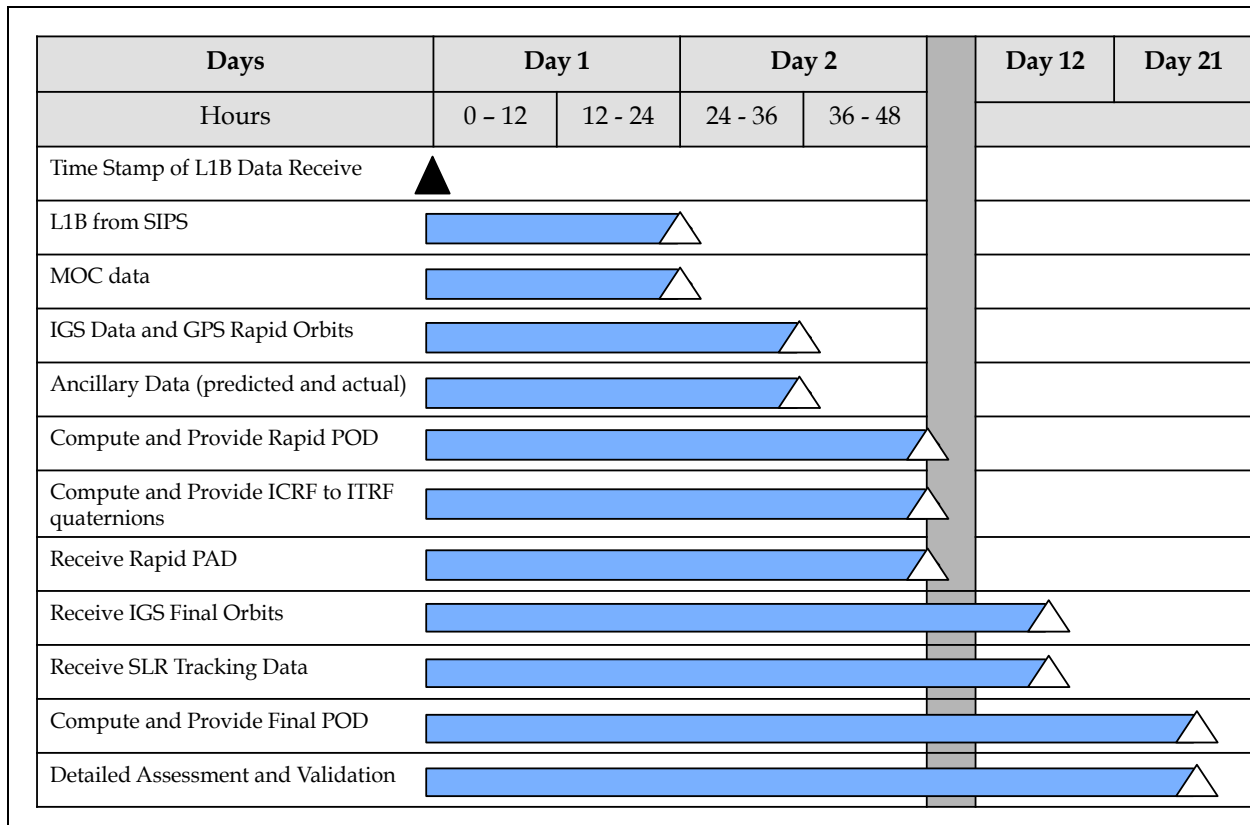 Days Day 1 Day 2 Day 12 Day 21
Hours 0 – 12 12 - 24 24 - 36 36 - 48
Time Stamp of L1B Data Receive
L1B from SIPS
MOC data
IGS Data and GPS Rapid Orbits
Ancillary Data (predicted and actual)
Compute and Provide Rapid POD
Compute and Provide ICRF to ITRF
quaternions
Receive Rapid PAD
Receive IGS Final Orbits
Receive SLR Tracking Data
Compute and Provide Final POD
Detailed Assessment and Validation